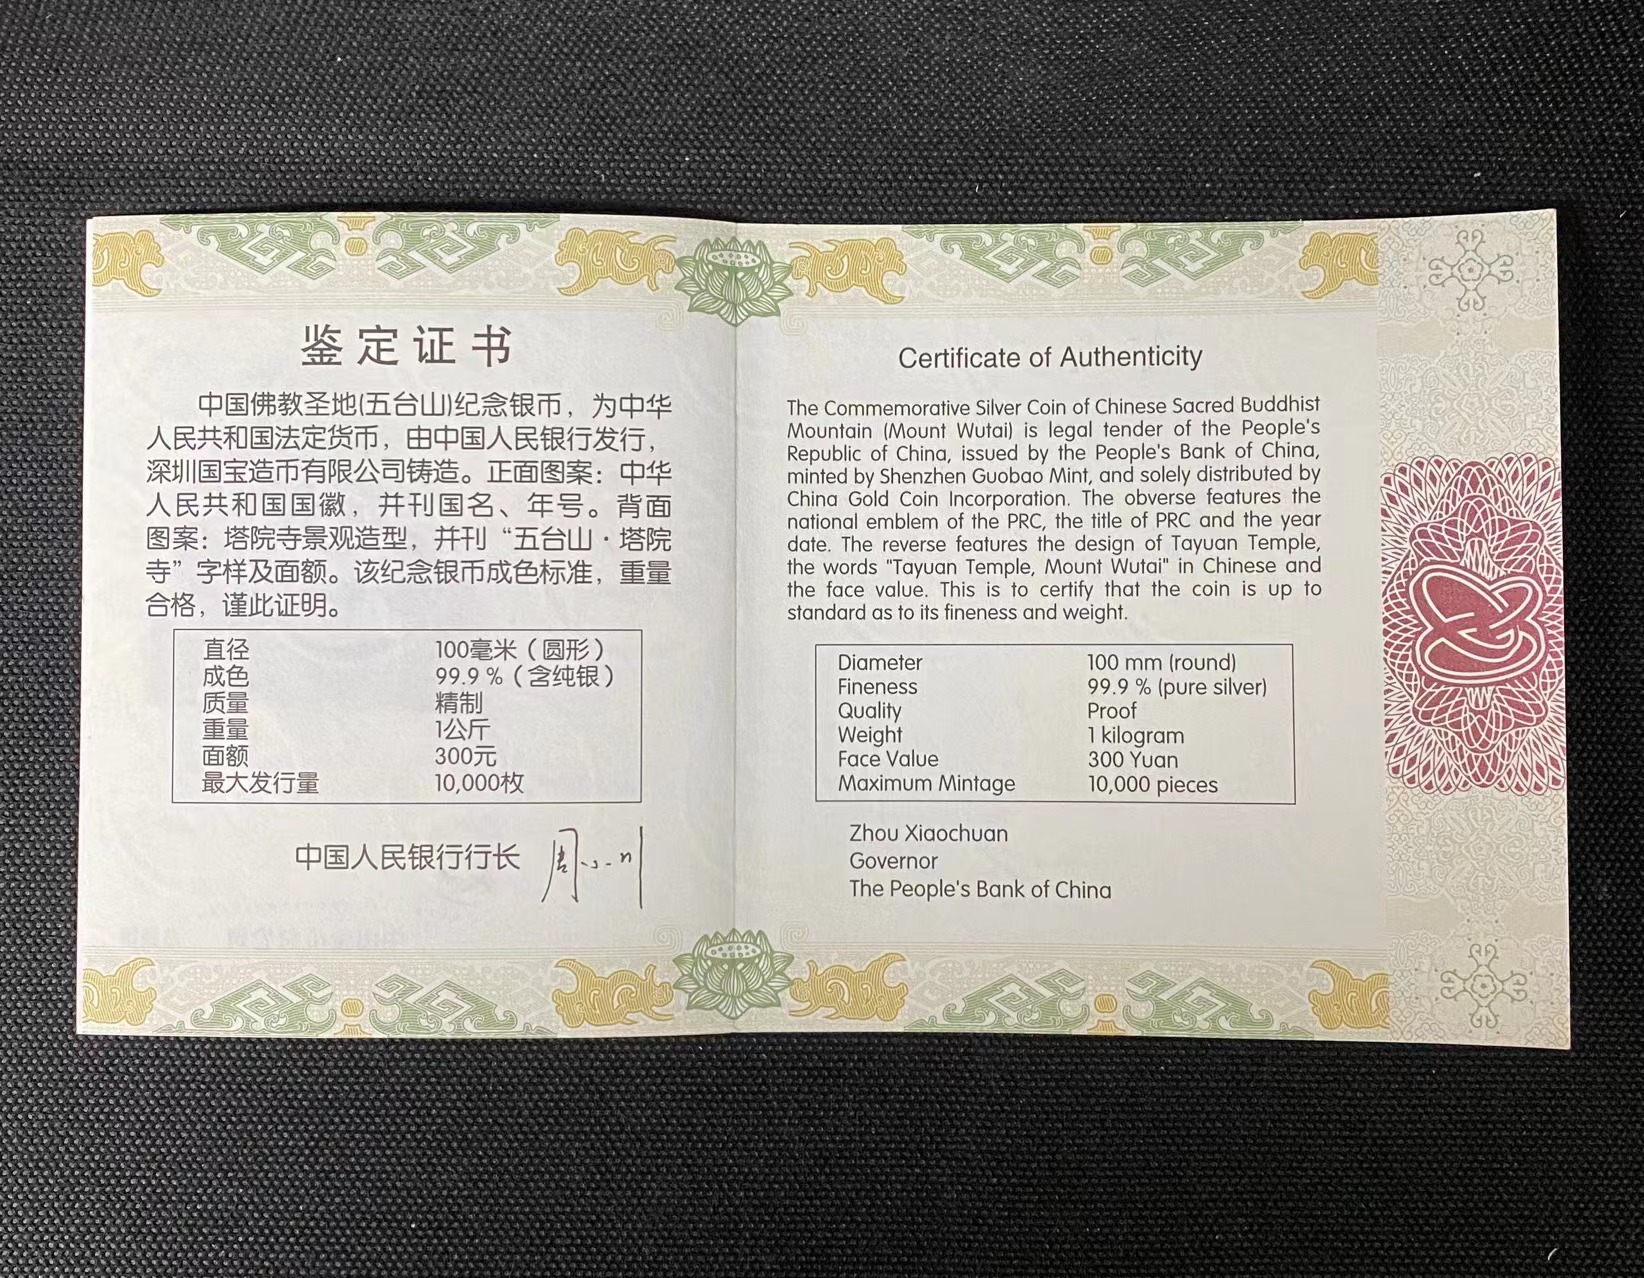 鉴定证书
中国佛教圣地(五台山)纪念银币，为中华
人民共和国法定货币，由中国人民银行发行，
深圳国宝造币有限公司铸造。正面图案：中华
人民共和国国徽，并刊国名、年号。背面
图案：塔院寺景观造型，并刊“五台山·塔院
寺”字样及面额。该纪念银币成色标准，重量
合格，谨此证明。
直径 100毫米（圆形）
成色 99.9 %（含纯银）
质量 精制
重量 1公斤
面额 300元
最大发行量 10,000枚
中国人民银行行长 周小川
Certificate of Authenticity
The Commemorative Silver Coin of Chinese Sacred Buddhist
Mountain (Mount Wutai) is legal tender of the People's
Republic of China, issued by the People's Bank of China,
minted by Shenzhen Guobao Mint, and solely distributed by
China Gold Coin Incorporation. The obverse features the
national emblem of the PRC, the title of PRC and the year
date. The reverse features the design of Tayuan Temple,
the words "Tayuan Temple, Mount Wutai" in Chinese and
the face value. This is to certify that the coin is up to
standard as to its fineness and weight.
Diameter 100 mm (round)
Fineness 99.9 % (pure silver)
Quality Proof
Weight 1 kilogram
Face Value 300 Yuan
Maximum Mintage 10,000 pieces
Zhou Xiaochuan
Governor
The People's Bank of China